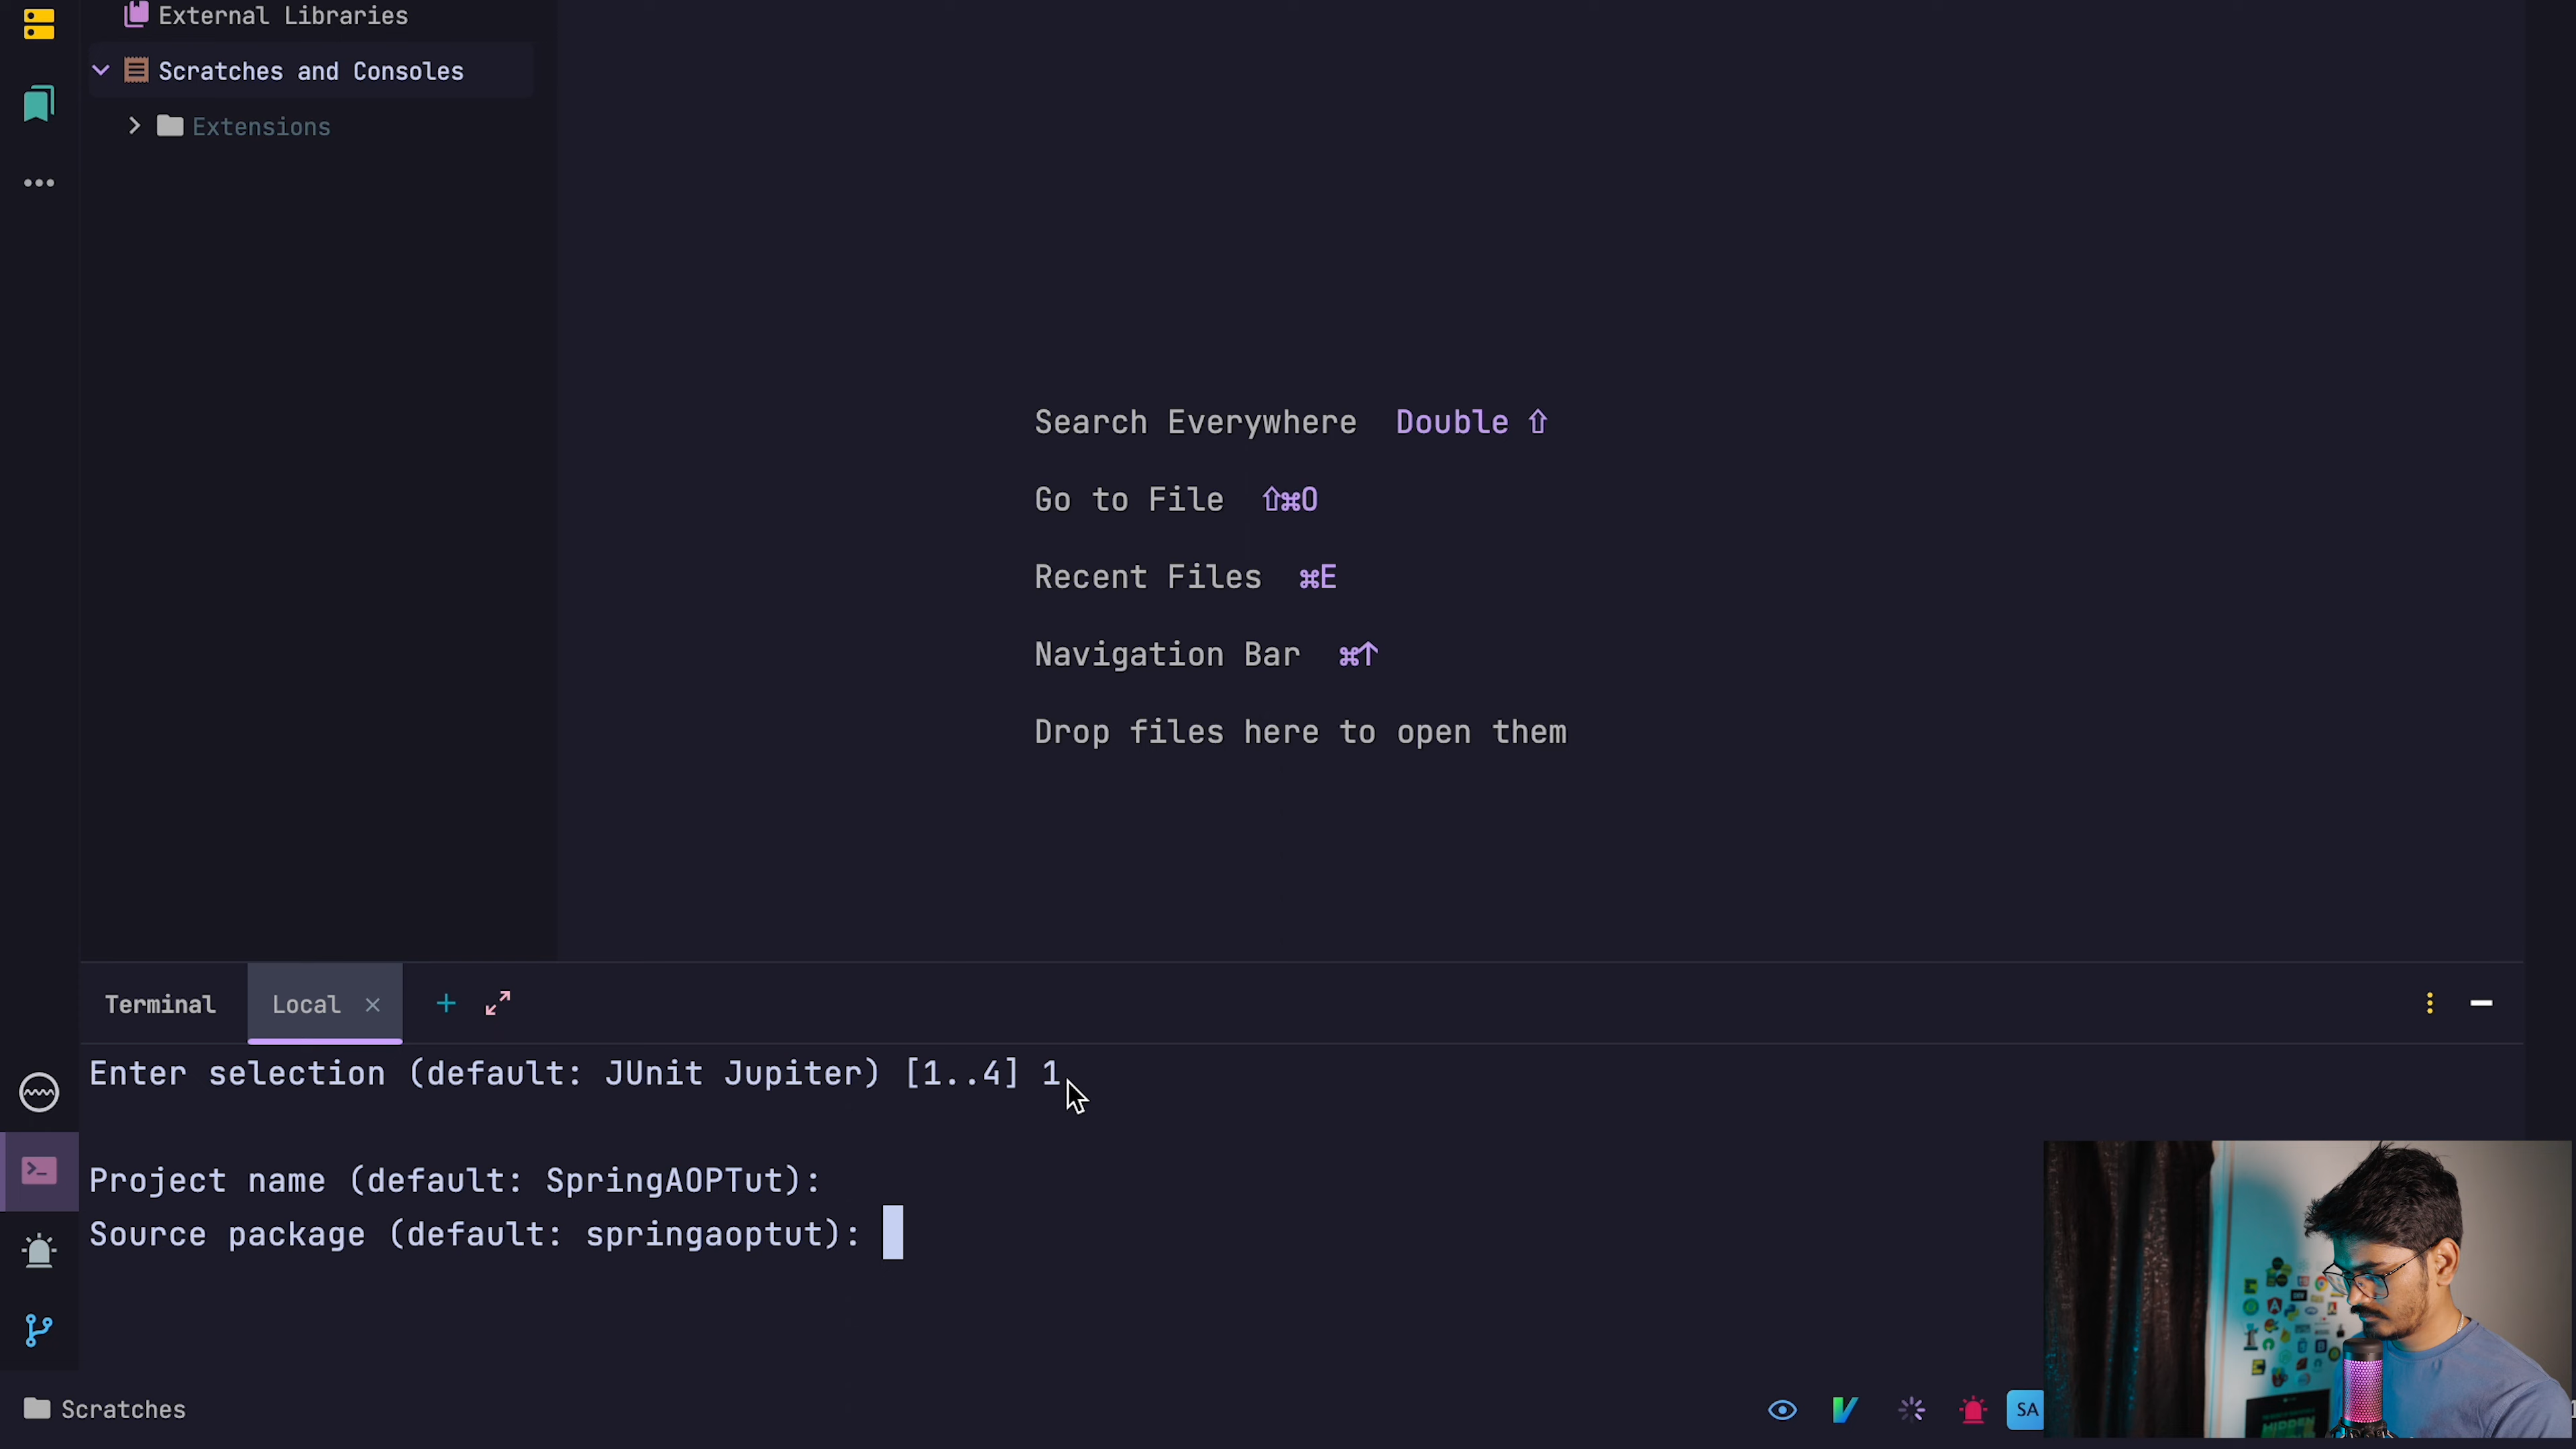 External Libraries
Scratches and Consoles
Extensions
Search Everywhere Double ⇧
Go to File ⇧⌘O
Recent Files ⌘E
Navigation Bar ⌘↑
Drop files here to open them
Terminal
Local
Enter selection (default: JUnit Jupiter) [1..4] 1
Project name (default: SpringAOPTut):
Source package (default: springaoptut):
Scratches
SA
HIDDEN